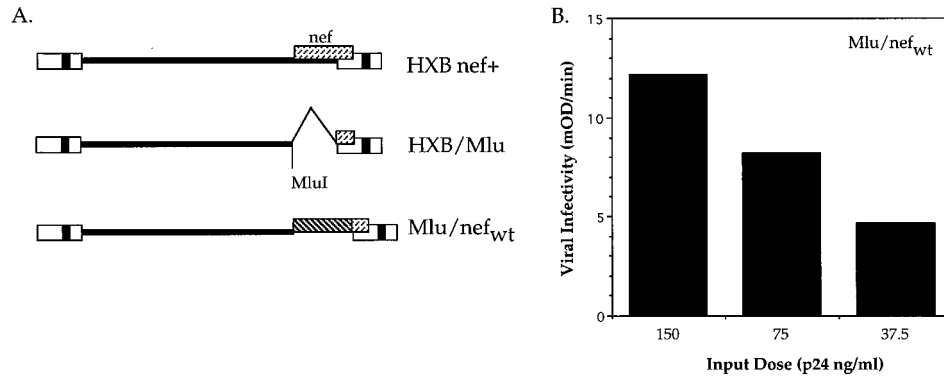 A.
nef
HXB nef+
HXB/Mlu
MluI
Mlu/nefwt
B.
15
10
5
0
Mlu/nefwt
Viral Infectivity (mOD/min)
150 75 37.5
Input Dose (p24 ng/ml)